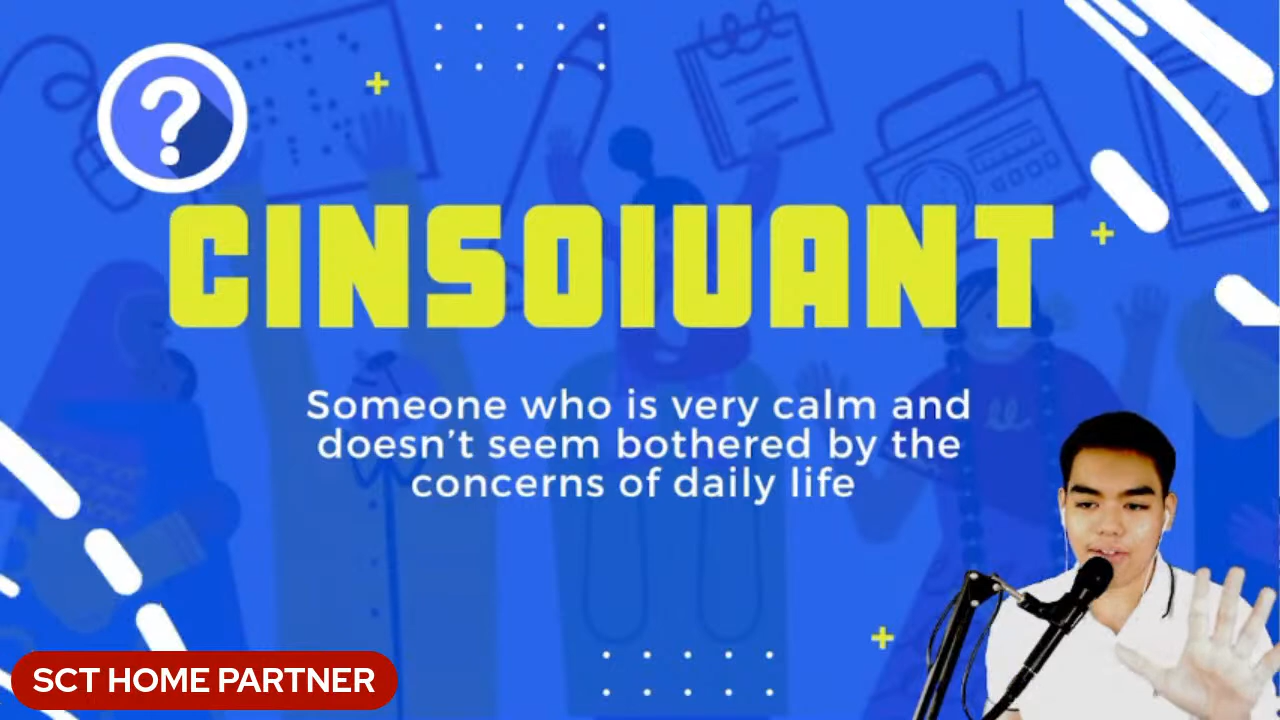 ?
CINSOIUANT
Someone who is very calm and
doesn’t seem bothered by the
concerns of daily life
SCT HOME PARTNER